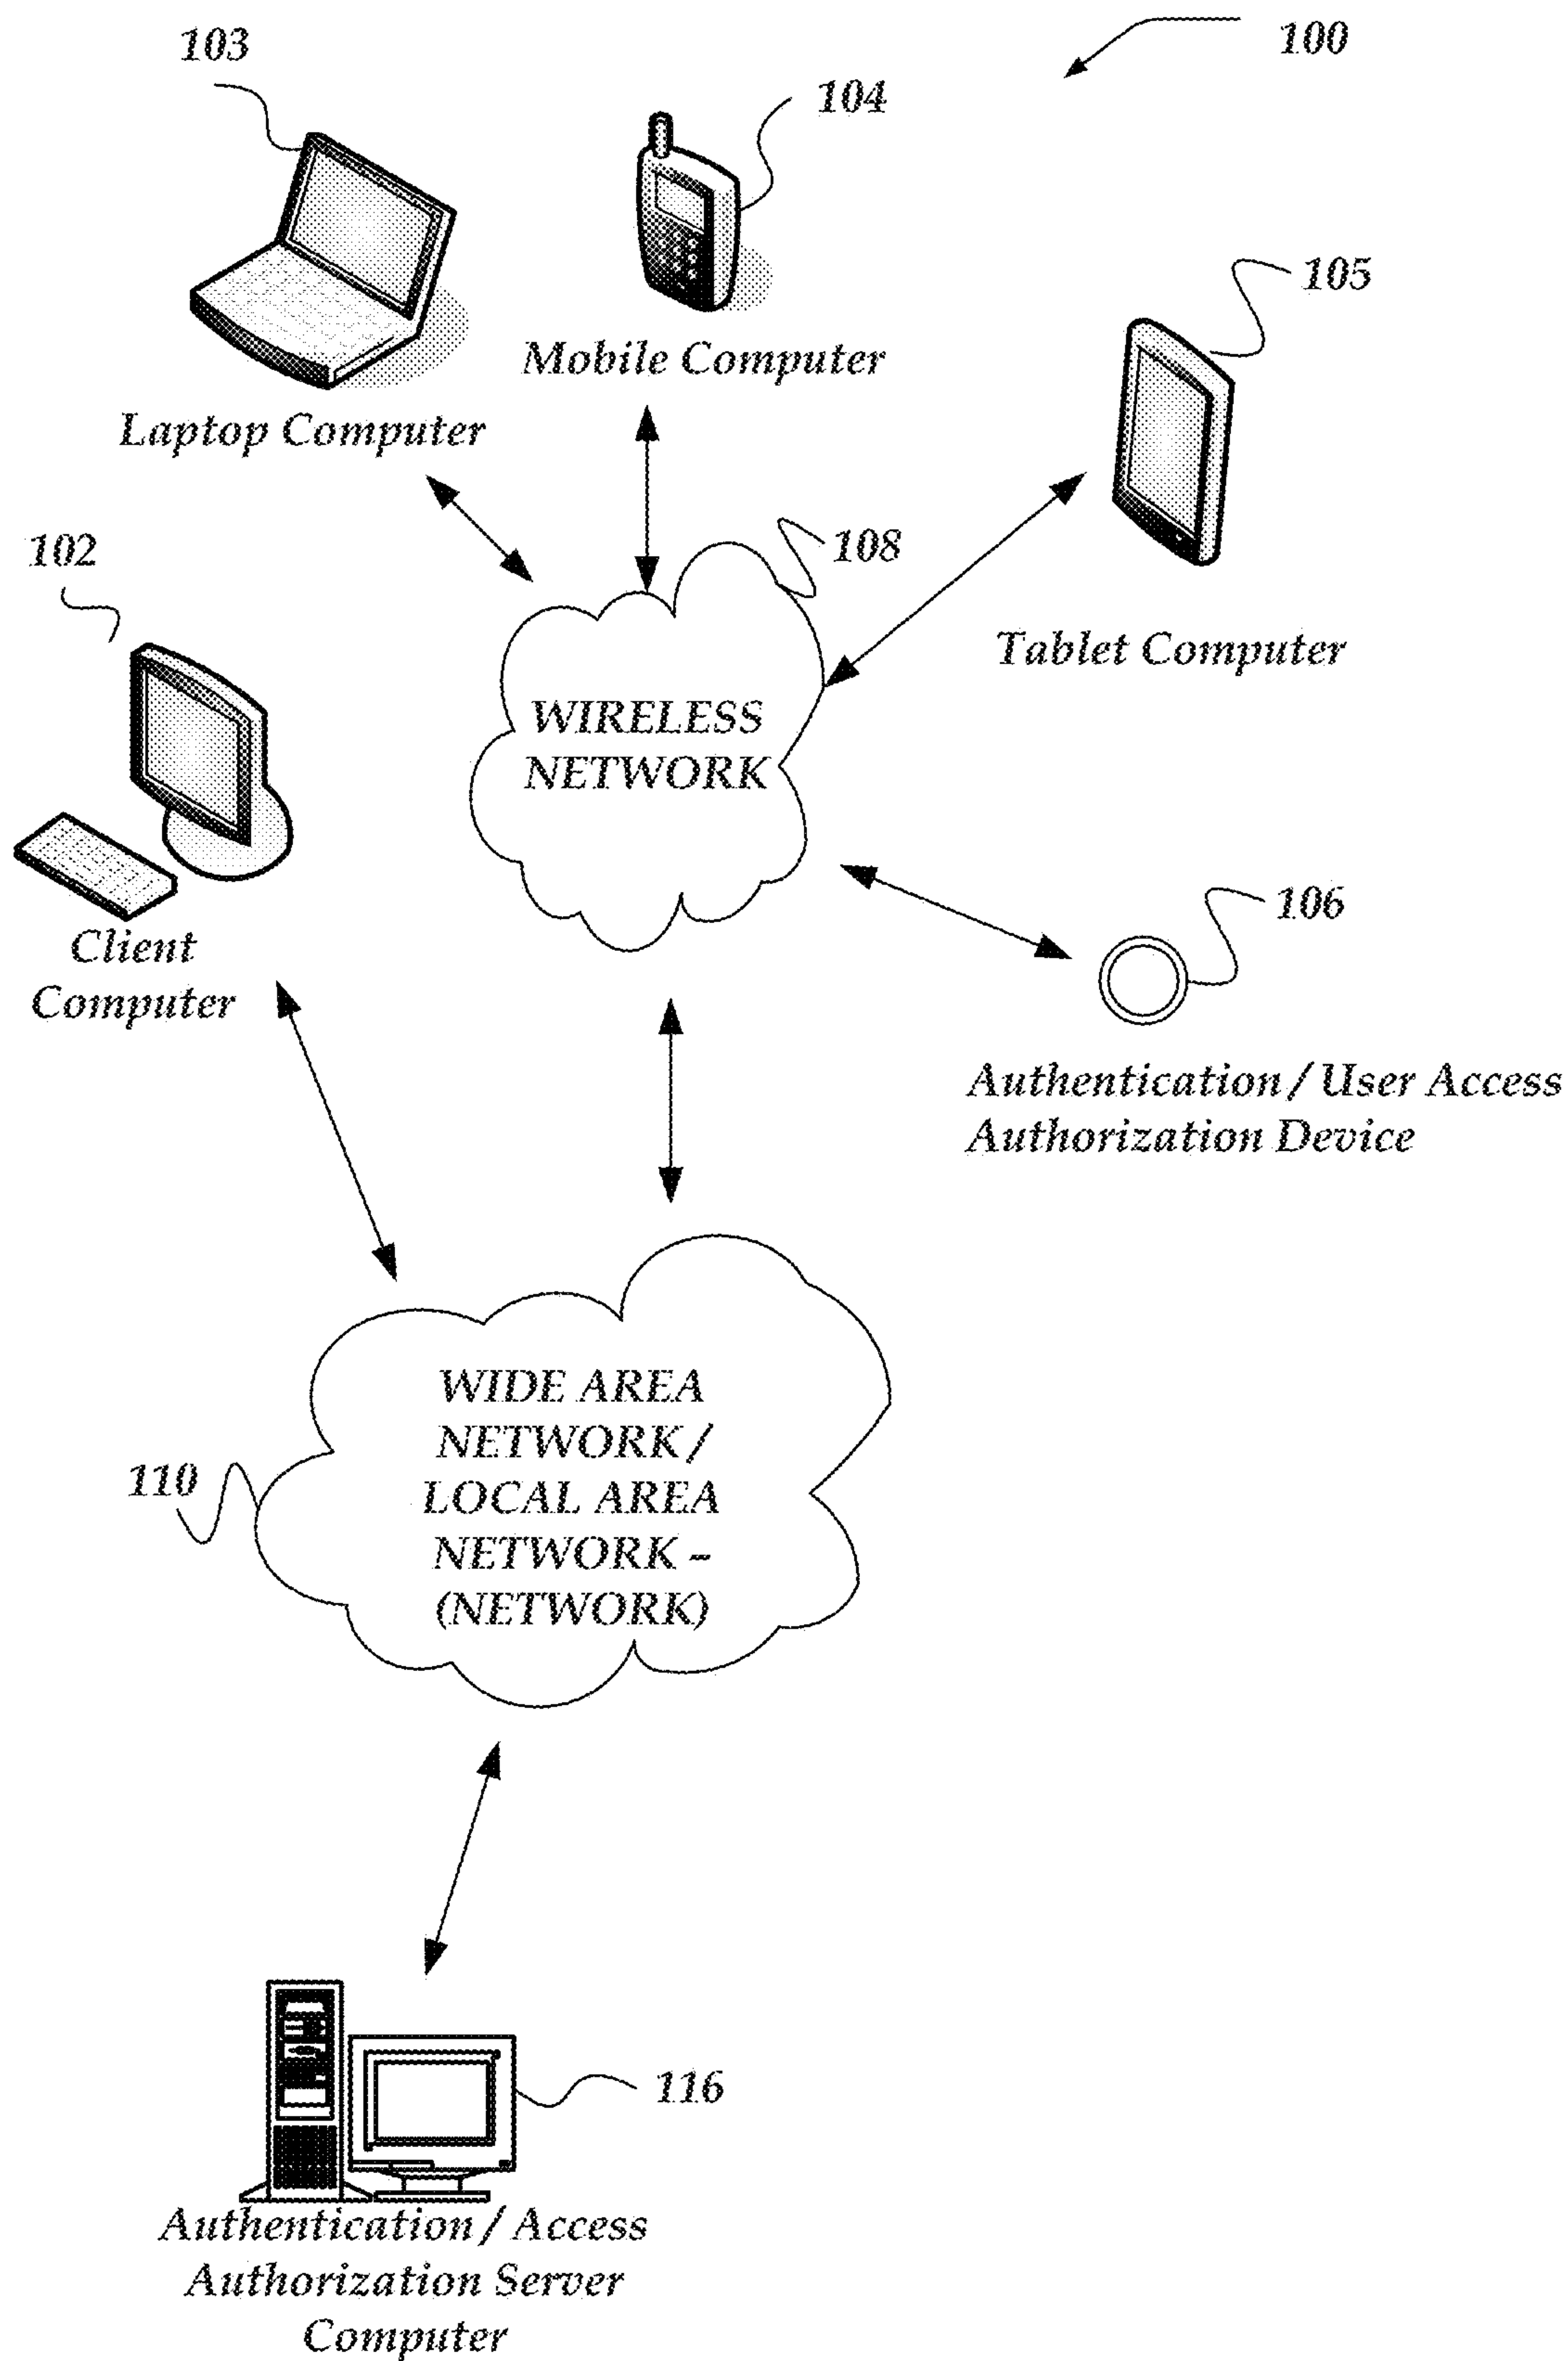 100
103
104
105
Mobile Computer
Laptop Computer
102
108
Tablet Computer
WIRELESS
NETWORK
106
Client
Computer
Authentication / User Access
Authorization Device
WIDE AREA
NETWORK /
LOCAL AREA
NETWORK –
(NETWORK)
110
116
Authentication / Access
Authorization Server
Computer